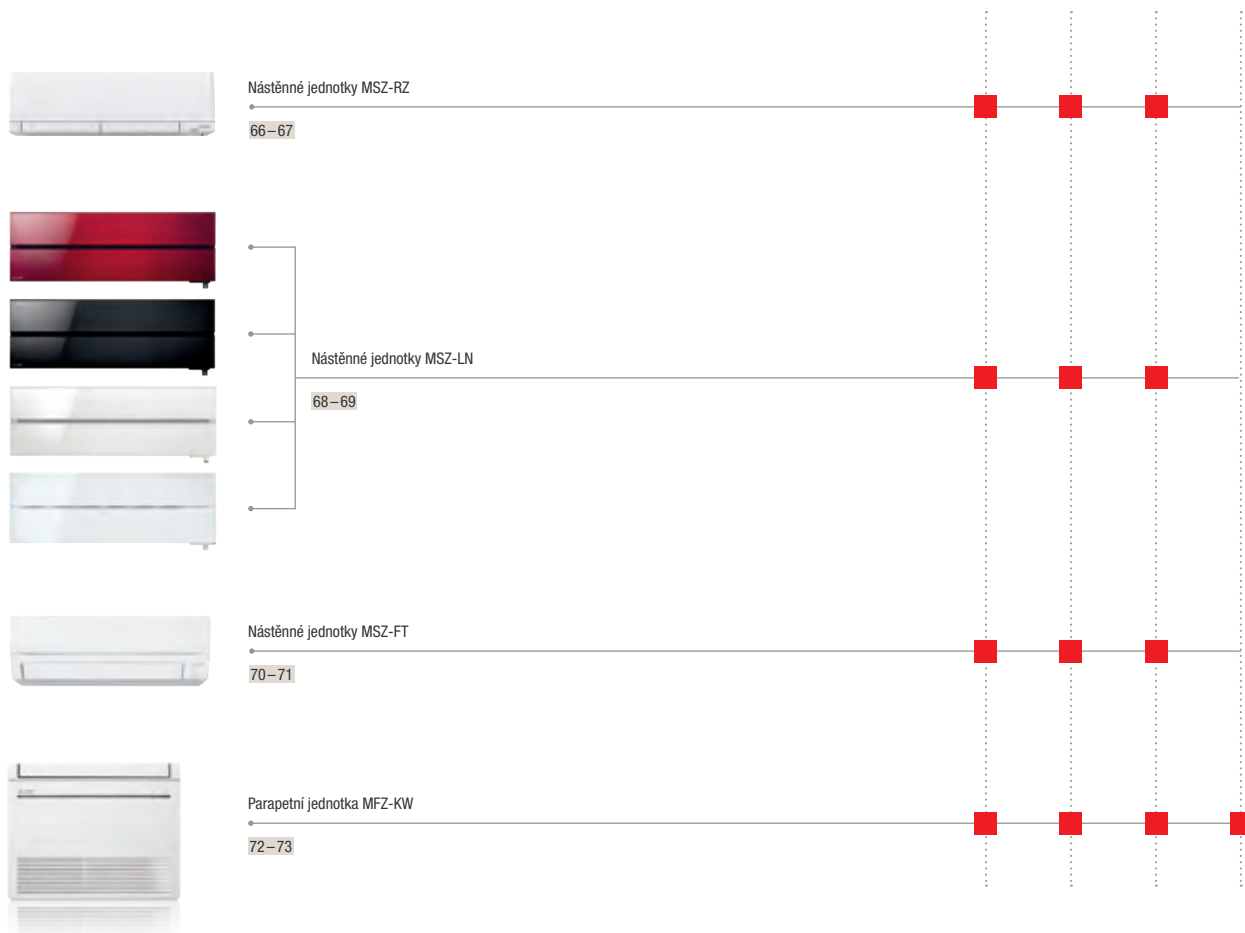 Nástěnné jednotky MSZ-RZ
66–67
Nástěnné jednotky MSZ-LN
68–69
Nástěnné jednotky MSZ-FT
70–71
Parapetní jednotka MFZ-KW
72–73